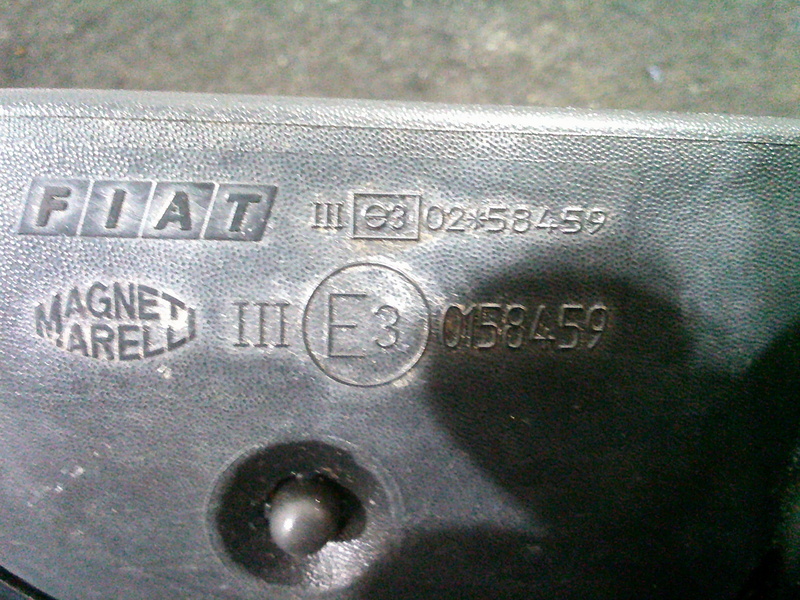 FIAT III e3 02*58459
MAGNETI
MARELLI III E3 0158459